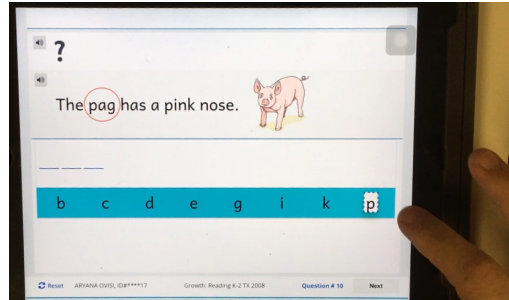 ?
The pag has a pink nose.
b c d e g i k p
Reset ARYANA OVISI, ID#****17 Growth: Reading K-2 TX 2008 Question # 10 Next